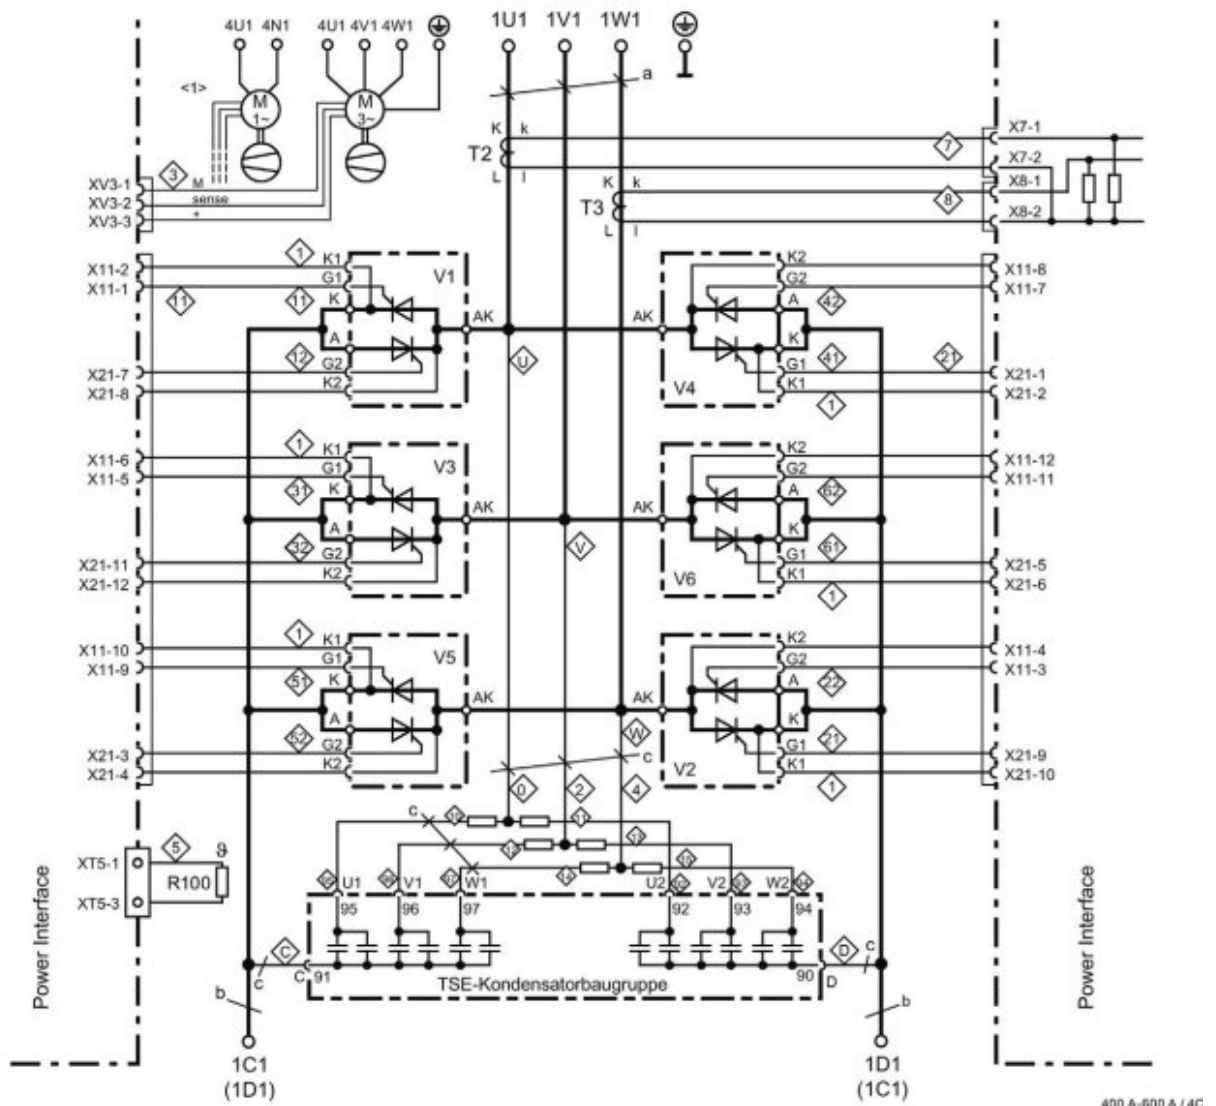 4U1 4N1 4U1 4V1 4W1 1U1 1V1 1W1
<1>
M
1~
M
3~
a
K k
T2
L l
7
X7-1
X7-2
K k
T3
L l
8
X8-1
X8-2
3
XV3-1 M
XV3-2 sense
XV3-3 +
X11-2 1 K1
X11-1 11 11 G1 V1
K
A
X21-7 12 G2
X21-8 K2
AK U AK
K2 X11-8
G2 X11-7
A 42
K 41 21
V4 G1 X21-1
K1 1 X21-2
X11-6 1 K1
X11-5 31 G1 V3
K
A
X21-11 32 G2
X21-12 K2
AK V AK
K2 X11-12
G2 X11-11
A 62
K 61
V6 G1 X21-5
K1 1 X21-6
X11-10 1 K1
X11-9 51 G1 V5
K
A
X21-3 52 G2
X21-4 K2
AK W AK
K2 X11-4
G2 X11-3
A 22
K 21
V2 G1 X21-9
K1 1 X21-10
c
0 2 4
c 10 11
12 13
14 15
5 ϑ
XT5-1
R100
XT5-3
U1 V1 W1 U2 V2 W2
95 96 97 92 93 94
C c C 91 90 D D c
TSE-Kondensatorbaugruppe
b b
Power Interface
Power Interface
1C1
(1D1)
1D1
(1C1)